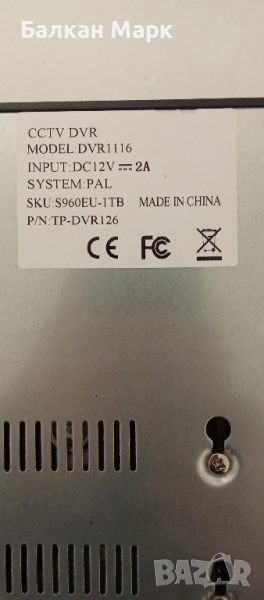 Балкан Марк
CCTV DVR
MODEL:DVR1116
INPUT:DC12V ⎓ 2A
SYSTEM:PAL
SKU:S960EU-1TB MADE IN CHINA
P/N:TP-DVR126
CE FC
BAZAR